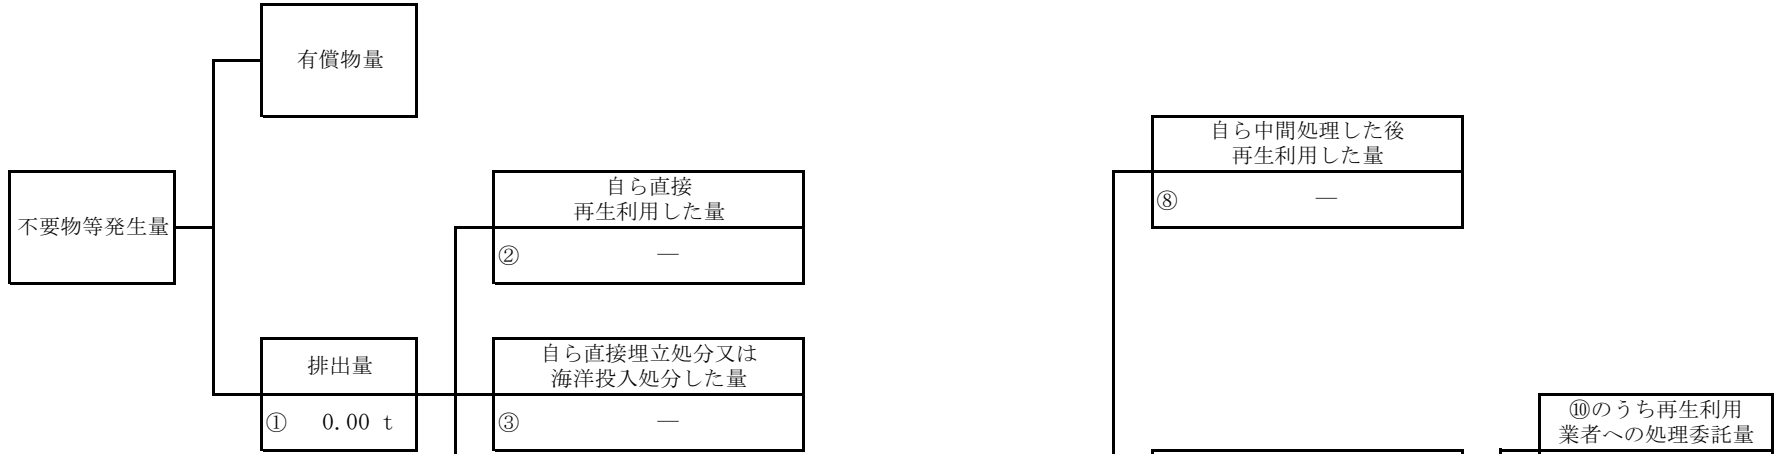 有償物量
自ら中間処理した後
再生利用した量
⑧ ―
不要物等発生量
自ら直接
再生利用した量
② ―
排出量
① 0.00 t
自ら直接埋立処分又は
海洋投入処分した量
③ ―
⑩のうち再生利用
業者への処理委託量